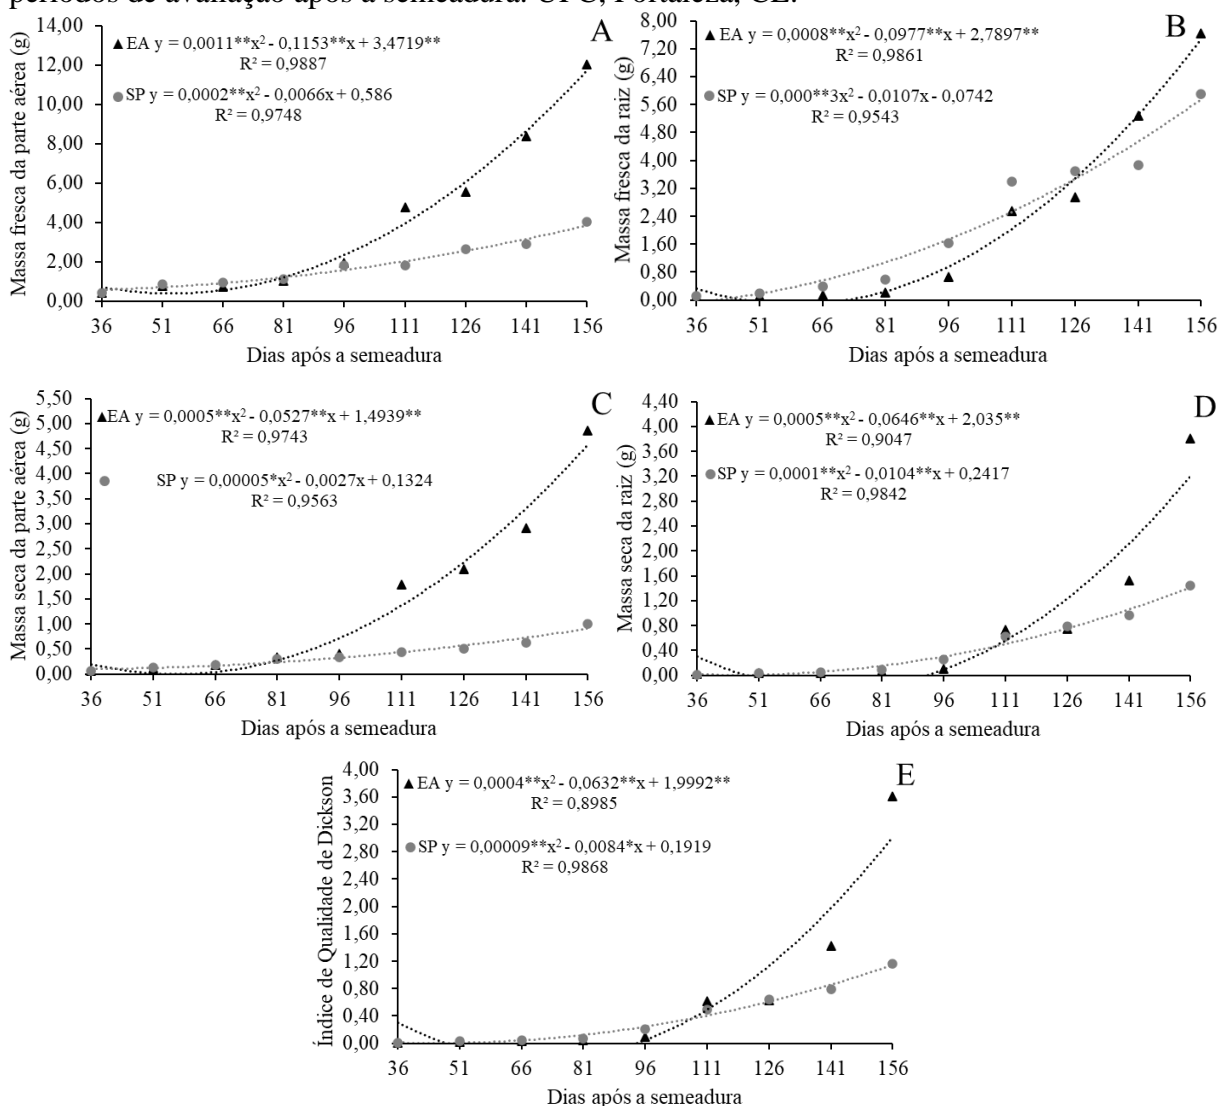 períodos de avaliação após a semeadura. UFC, Fortaleza, CE.
A
Massa fresca da parte aérea (g)
14,00
12,00
10,00
8,00
6,00
4,00
2,00
0,00
EA y = 0,0011**x² - 0,1153**x + 3,4719**
R² = 0,9887
SP y = 0,0002**x² - 0,0066x + 0,586
R² = 0,9748
36 51 66 81 96 111 126 141 156
Dias após a semeadura
B
Massa fresca da raiz (g)
8,00
7,20
6,40
5,60
4,80
4,00
3,20
2,40
1,60
0,80
0,00
EA y = 0,0008**x² - 0,0977**x + 2,7897**
R² = 0,9861
SP y = 0,000**3x² - 0,0107x - 0,0742
R² = 0,9543
36 51 66 81 96 111 126 141 156
Dias após a semeadura
C
Massa seca da parte aérea (g)
5,50
5,00
4,50
4,00
3,50
3,00
2,50
2,00
1,50
1,00
0,50
0,00
EA y = 0,0005**x² - 0,0527**x + 1,4939**
R² = 0,9743
SP y = 0,00005*x² - 0,0027x + 0,1324
R² = 0,9563
36 51 66 81 96 111 126 141 156
Dias após a semeadura
D
Massa seca da raiz (g)
4,40
4,00
3,60
3,20
2,80
2,40
2,00
1,60
1,20
0,80
0,40
0,00
EA y = 0,0005**x² - 0,0646**x + 2,035**
R² = 0,9047
SP y = 0,0001**x² - 0,0104**x + 0,2417
R² = 0,9842
36 51 66 81 96 111 126 141 156
Dias após a semeadura
E
Índice de Qualidade de Dickson
4,00
3,60
3,20
2,80
2,40
2,00
1,60
1,20
0,80
0,40
0,00
EA y = 0,0004**x² - 0,0632**x + 1,9992**
R² = 0,8985
SP y = 0,00009**x² - 0,0084*x + 0,1919
R² = 0,9868
36 51 66 81 96 111 126 141 156
Dias após a semeadura